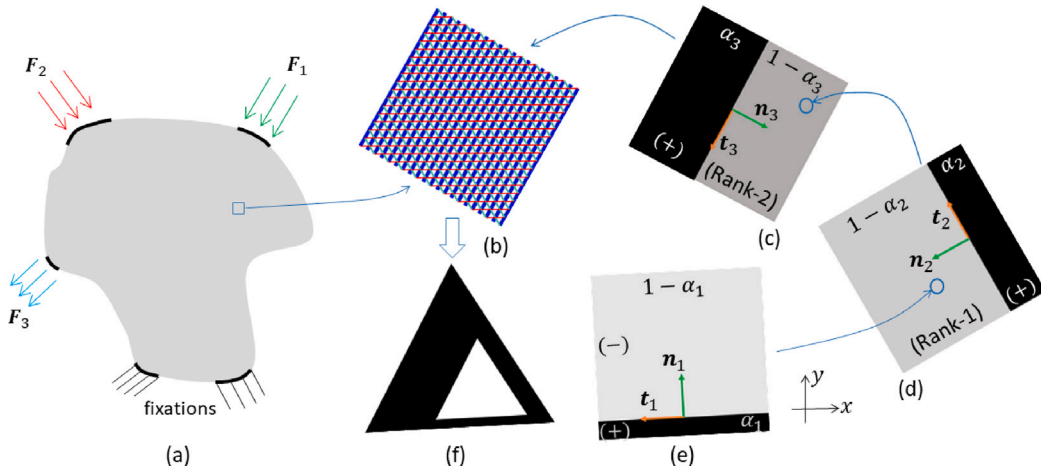 F₂
F₁
F₃
fixations
(a)
(b)
α₃
1 − α₃
n₃
t₃
(+)
(Rank-2)
(c)
α₂
1 − α₂
t₂
n₂
(+)
(Rank-1)
(d)
1 − α₁
(−)
n₁
t₁
(+)
α₁
(e)
y
x
(f)